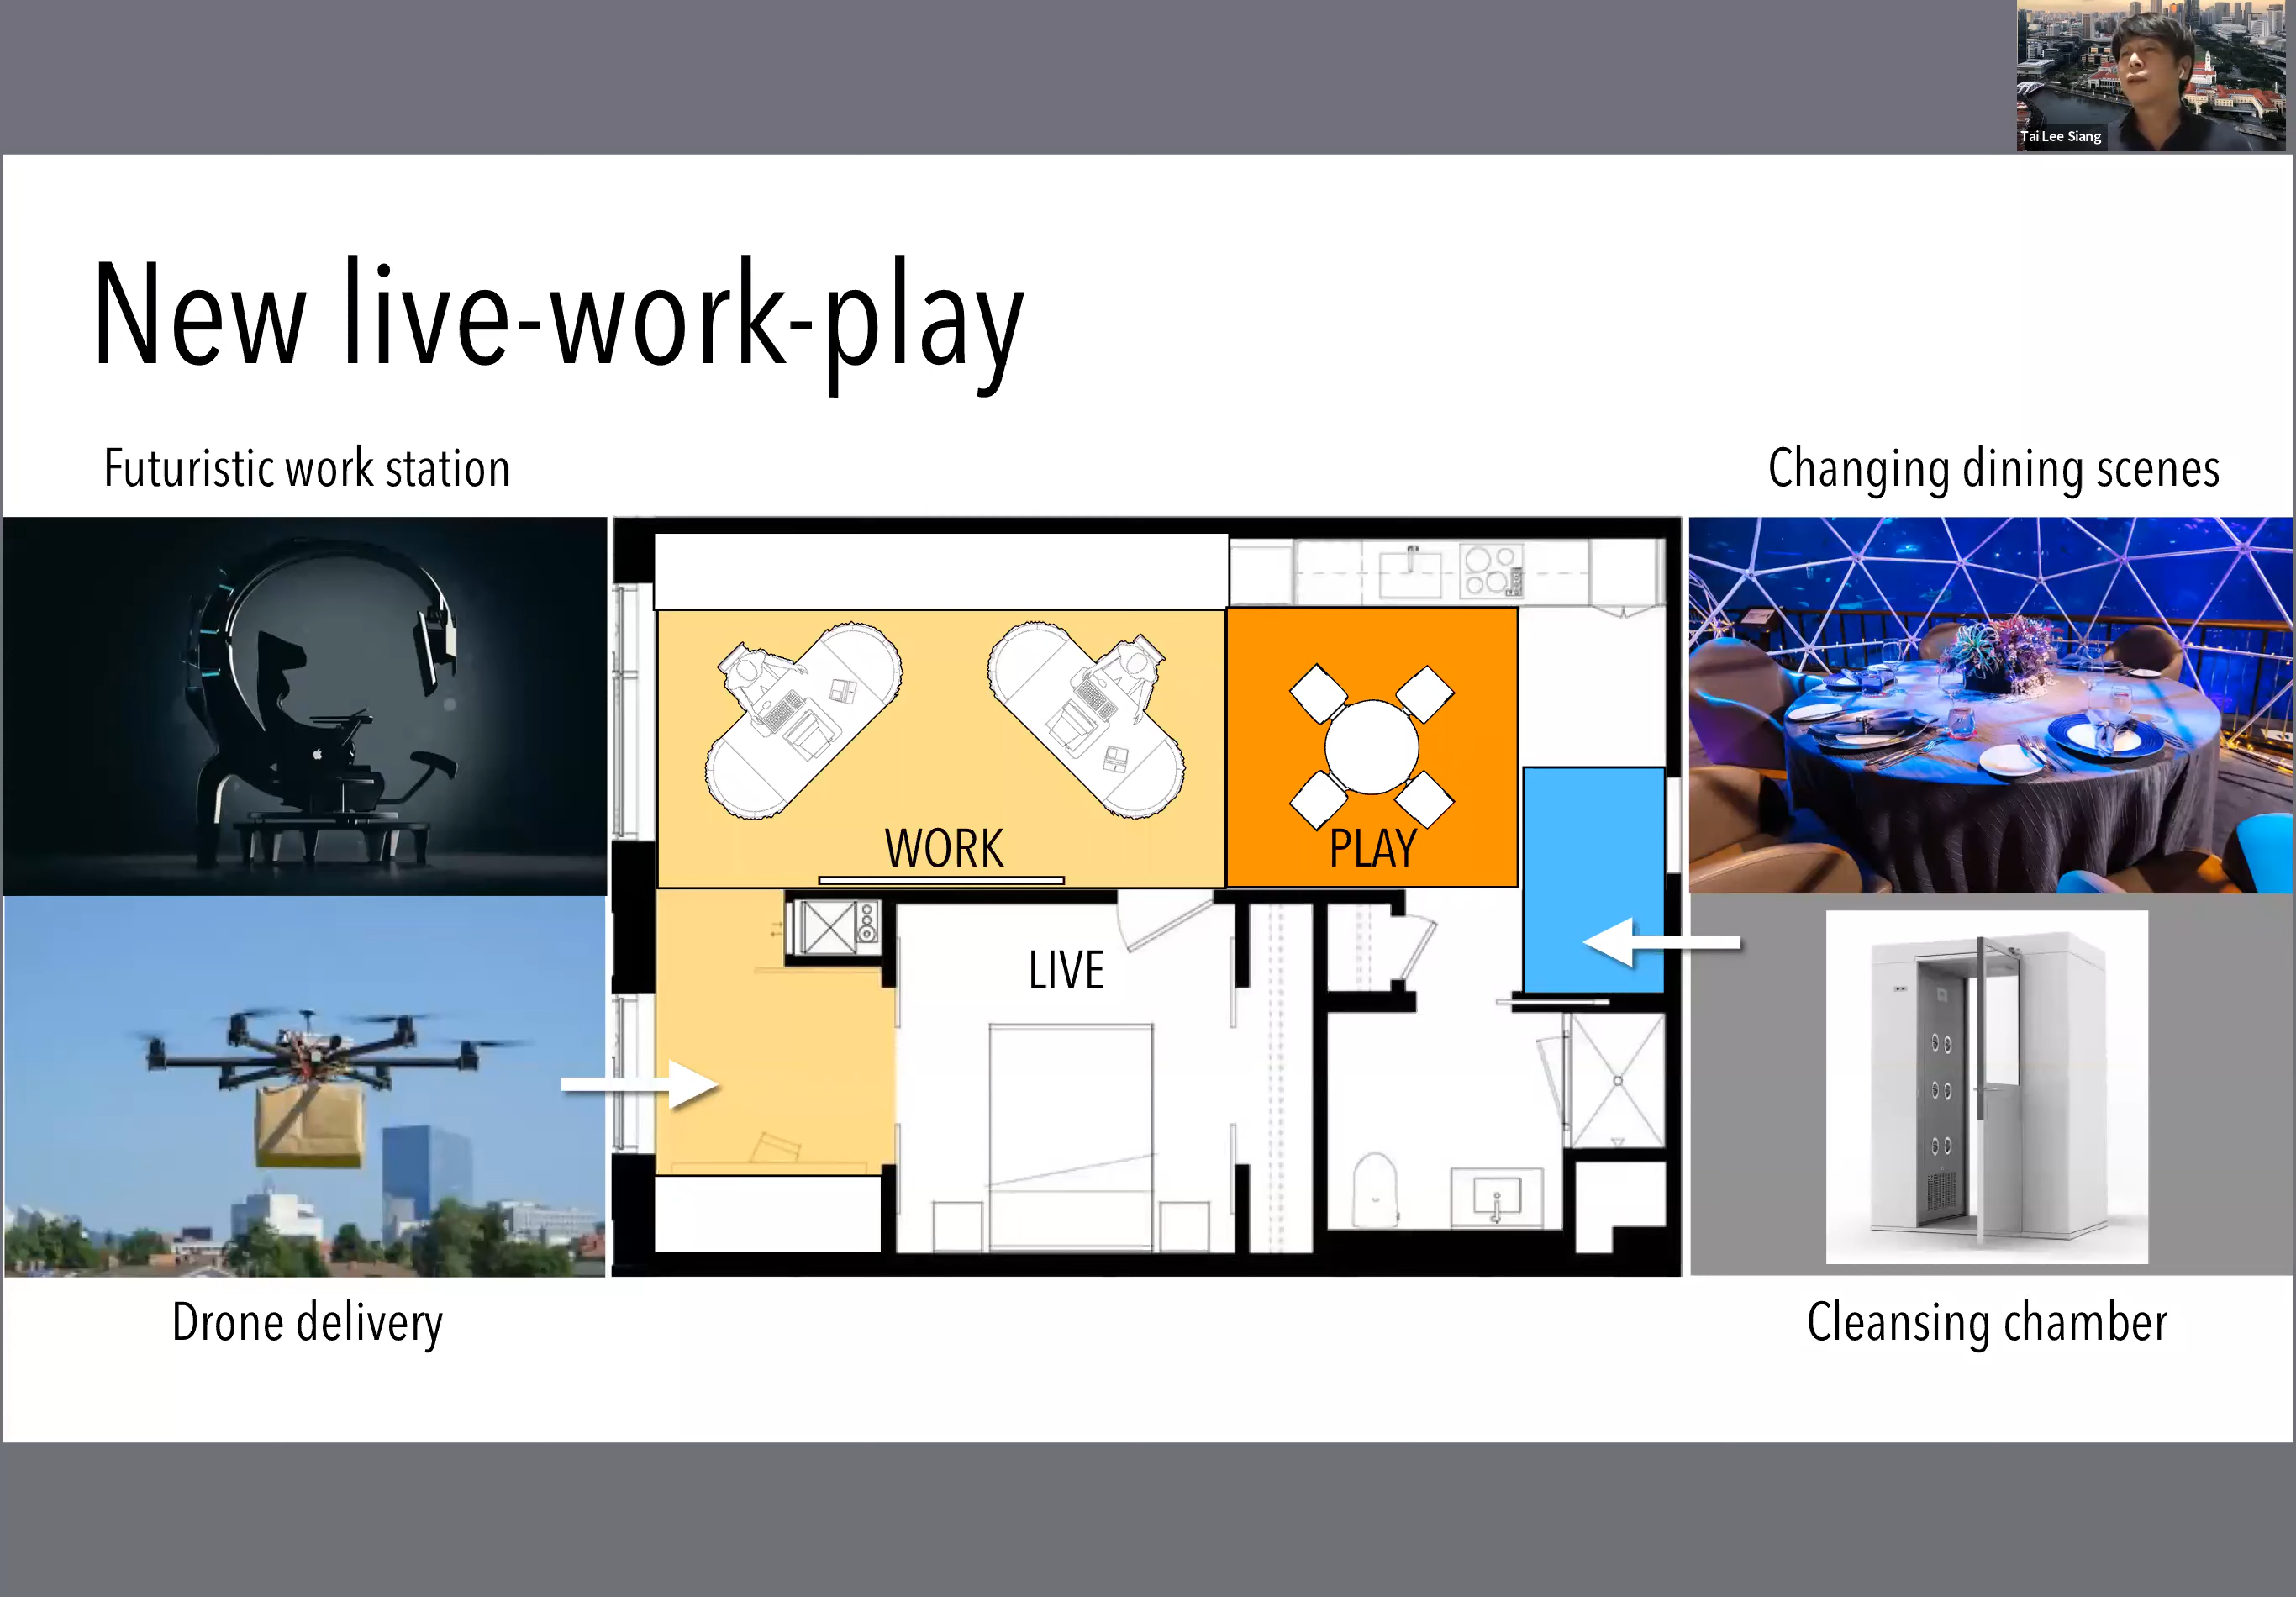 Tai Lee Siang
New live-work-play
Futuristic work station
Changing dining scenes
WORK
PLAY
LIVE
Drone delivery
Cleansing chamber